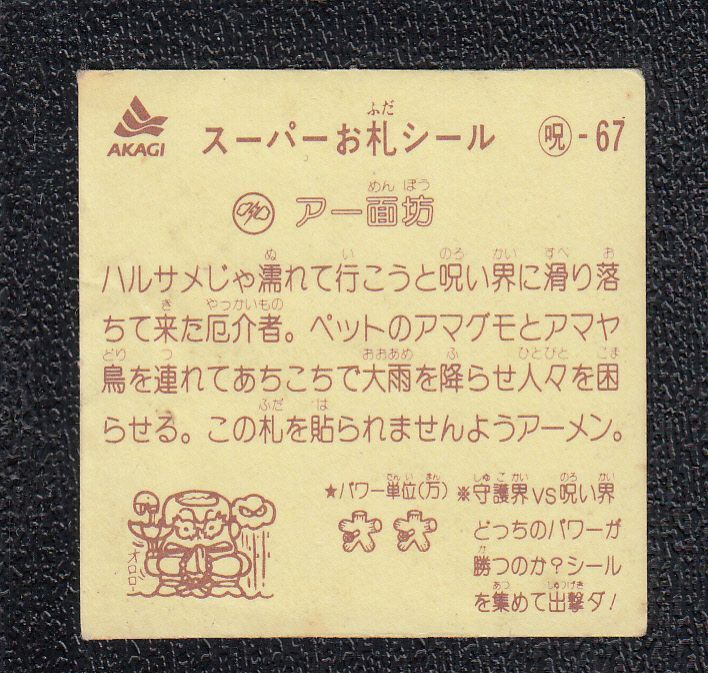 AKAGI
スーパーお札シール
ふだ
呪 - 67
アー面坊
めん ぼう
ハルサメじゃ濡れて行こうと呪い界に滑り落
ぬ い のろ かい すべ お
ちて来た厄介者。ペットのアマグモとアマヤ
き やっかいもの
鳥を連れてあちこちで大雨を降らせ人々を困
どり つ おおあめ ふ ひとびと こま
らせる。この札を貼られませんようアーメン。
ふだ は
★パワー単位(万)
たんい まん
※守護界VS呪い界
しゅご かい のろ かい
どっちのパワーが
勝つのか?シール
か
を集めて出撃ダ!
あつ しゅつげき
オロロー